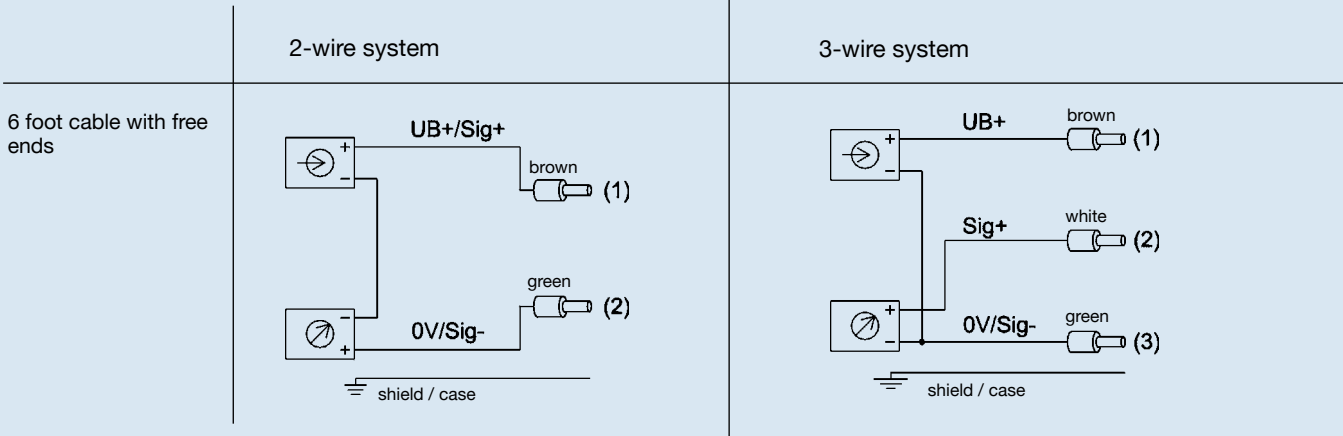 2-wire system
3-wire system
6 foot cable with free
ends
UB+/Sig+
+
−
brown
(1)
green
(2)
−
+
0V/Sig-
shield / case
UB+
brown
(1)
+
−
Sig+
white
(2)
+
−
0V/Sig-
green
(3)
shield / case